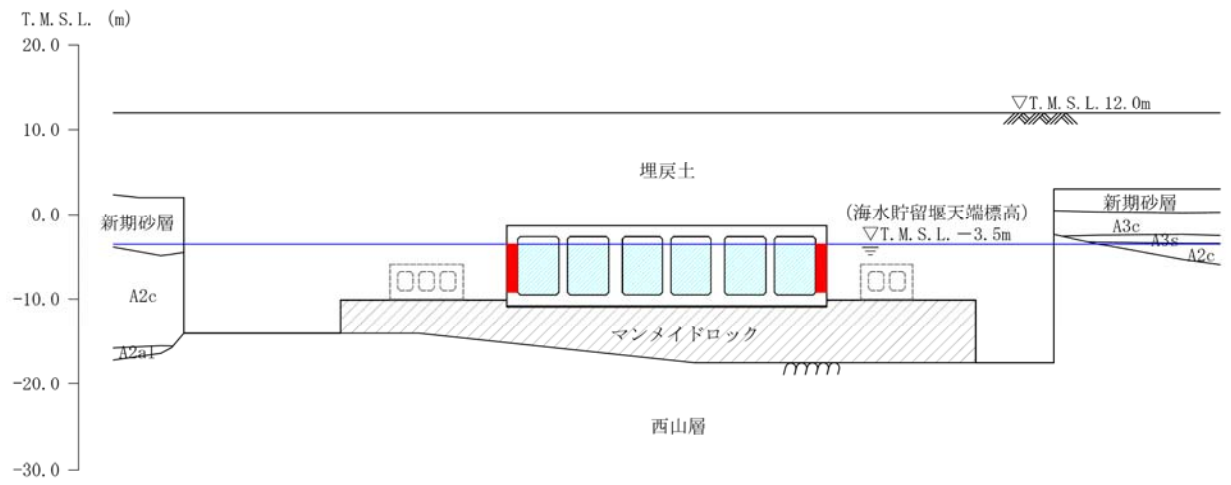 T.M.S.L. (m)
20.0
▽T.M.S.L.12.0m
10.0
埋戻土
新期砂層
(海水貯留堰天端標高)
0.0
新期砂層
A3c
▽T.M.S.L.−3.5m
A3s
A2c
A2c
−10.0
マンメイドロック
A2al
−20.0
西山層
−30.0